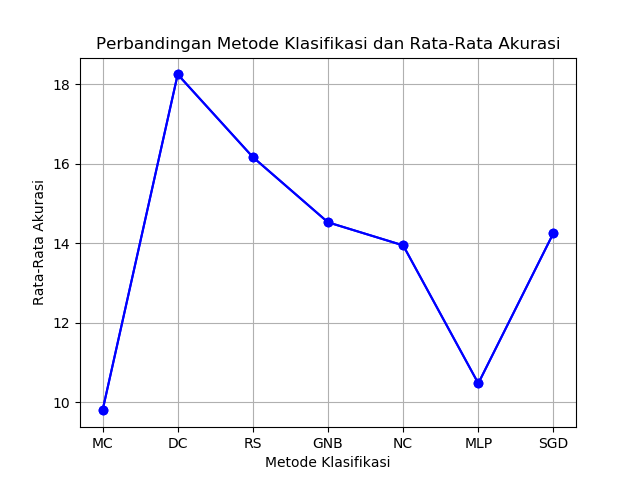 Perbandingan Metode Klasifikasi dan Rata-Rata Akurasi
Rata-Rata Akurasi
18
16
14
12
10
MC DC RS GNB NC MLP SGD
Metode Klasifikasi